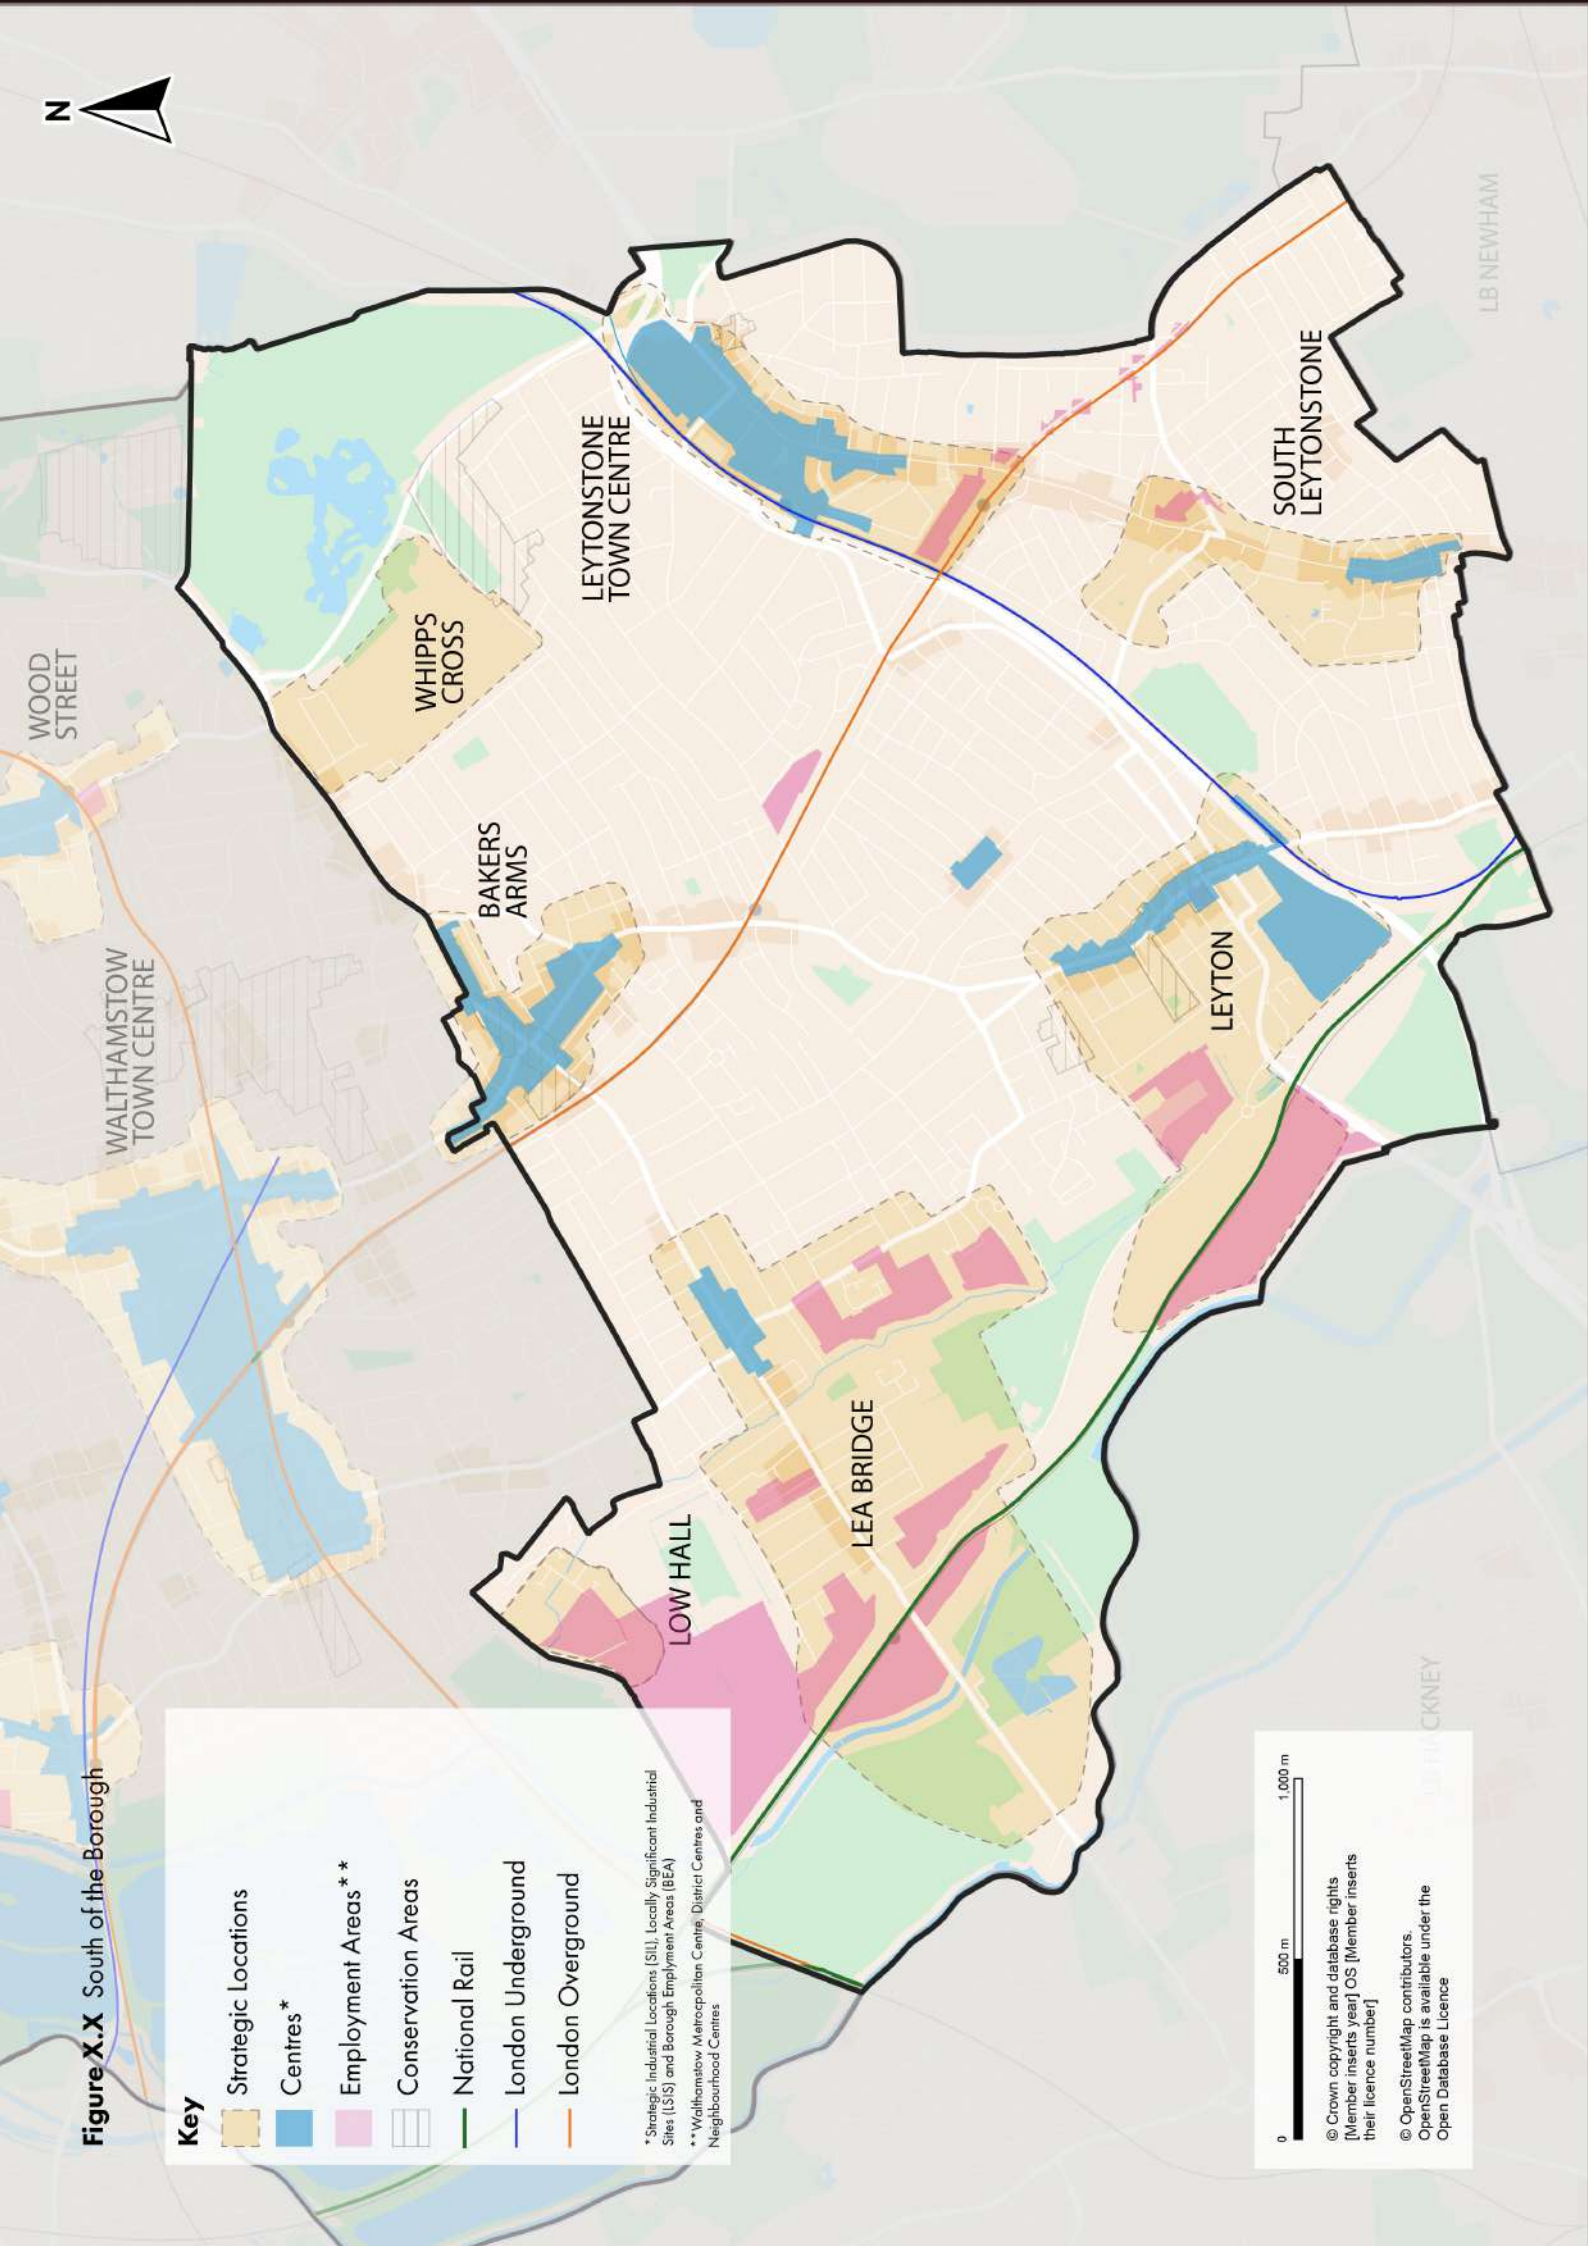 Figure X.X South of the Borough
Key
Strategic Locations
Centres*
Employment Areas**
Conservation Areas
National Rail
London Underground
London Overground
* Strategic Industrial Locations (SIL), Locally Significant Industrial
Sites (LSIS) and Borough Emplyment Areas (BEA)
**Walthamstow Metrocpolitan Centre, District Centres and
Neighbourhood Centres
N
WOOD
STREET
WALTHAMSTOW
TOWN CENTRE
WHIPPS
CROSS
BAKERS
ARMS
LEYTONSTONE
TOWN CENTRE
LOW HALL
LEA BRIDGE
LEYTON
SOUTH
LEYTONSTONE
LB NEWHAM
HACKNEY
0
500 m
1,000 m
© Crown copyright and database rights
[Member inserts year] OS [Member inserts
their licence number]
© OpenStreetMap contributors.
OpenStreetMap is available under the
Open Database Licence